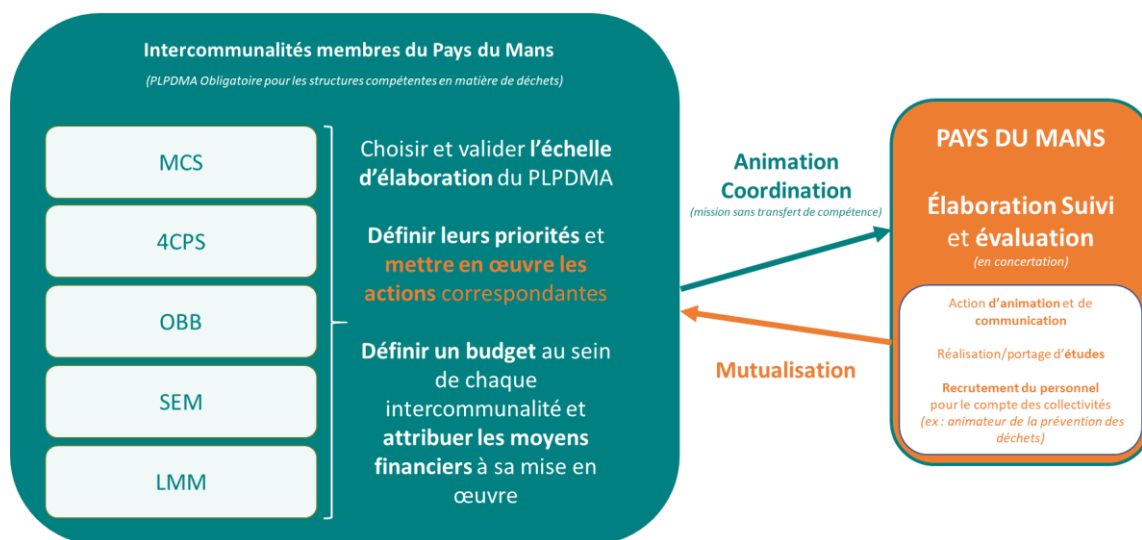 Intercommunalités membres du Pays du Mans
(PLPDMA Obligatoire pour les structures compétentes en matière de déchets)
MCS
4CPS
OBB
SEM
LMM
Choisir et valider l'échelle
d'élaboration du PLPDMA
Définir leurs priorités et
mettre en œuvre les
actions correspondantes
Définir un budget au sein
de chaque
intercommunalité et
attribuer les moyens
financiers à sa mise en
œuvre
Animation
Coordination
(mission sans transfert de compétence)
Mutualisation
PAYS DU MANS
Élaboration Suivi
et évaluation
(en concertation)
Action d'animation et de
communication
Réalisation/portage d'études
Recrutement du personnel
pour le compte des collectivités
(ex : animateur de la prévention des
déchets)